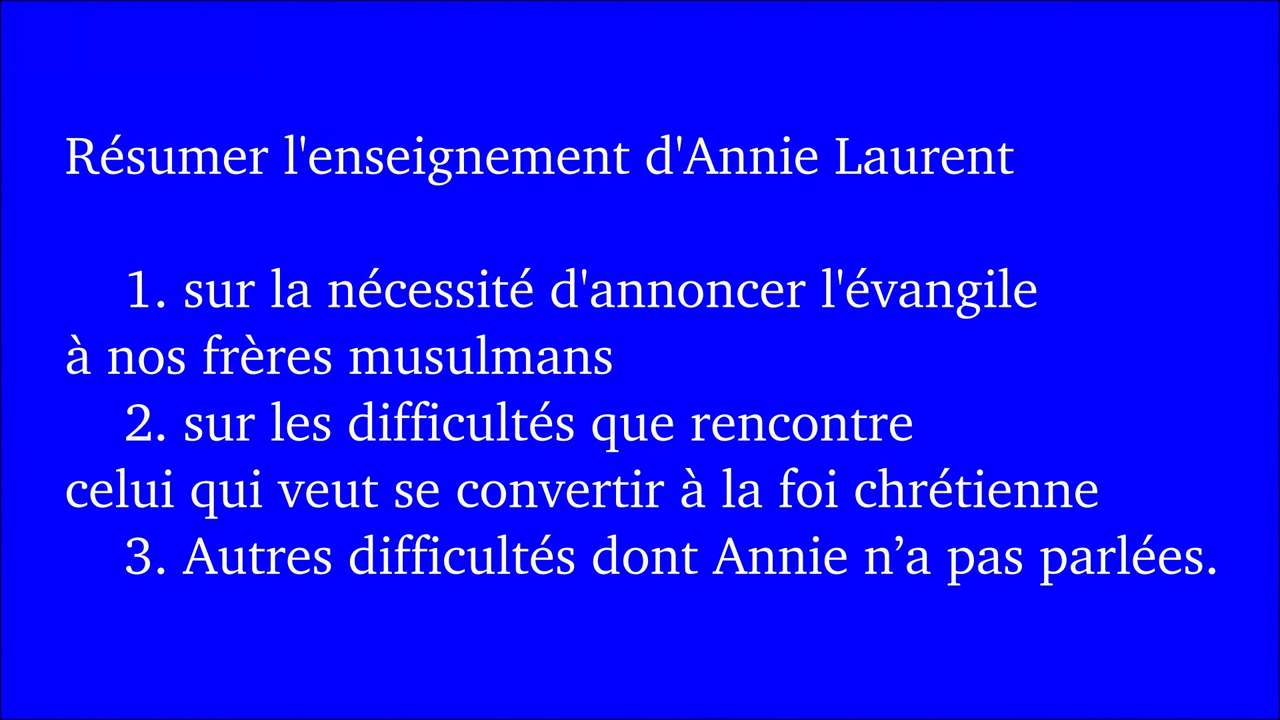 Résumer l'enseignement d'Annie Laurent
1. sur la nécessité d'annoncer l'évangile
à nos frères musulmans
2. sur les difficultés que rencontre
celui qui veut se convertir à la foi chrétienne
3. Autres difficultés dont Annie n’a pas parlées.